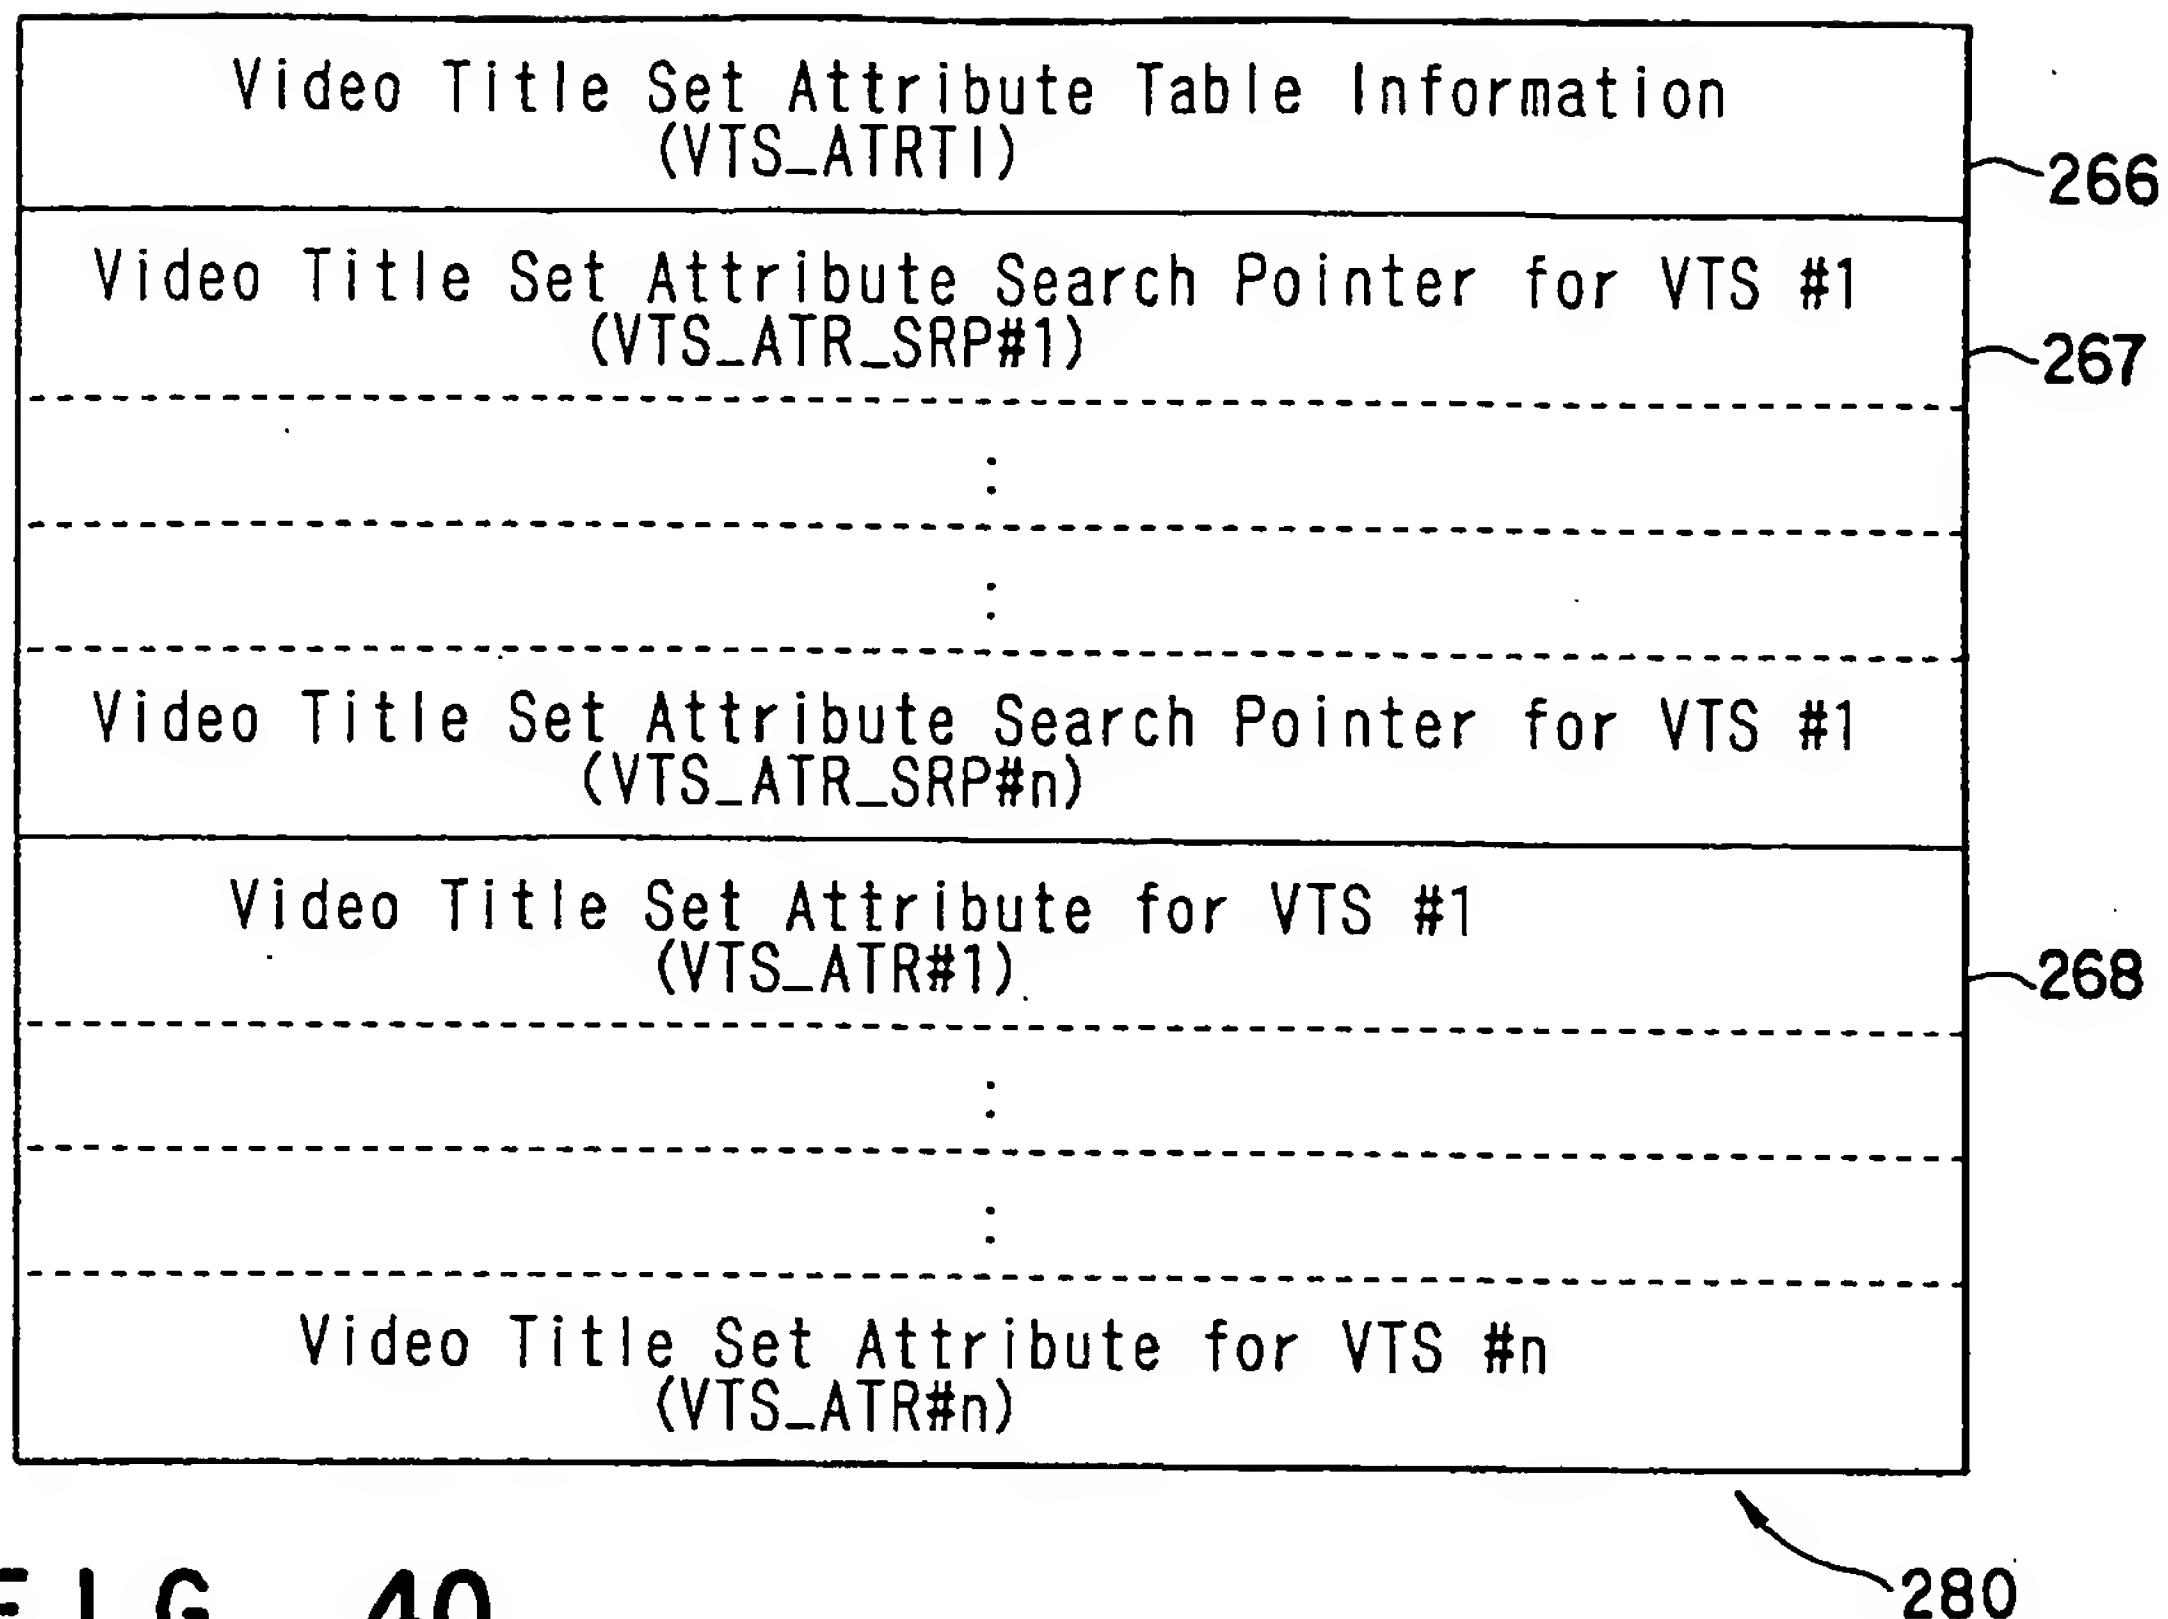 Video Title Set Attribute Table Information
(VTS_ATRTI)
266
Video Title Set Attribute Search Pointer for VTS #1
(VTS_ATR_SRP#1)
267
:
:
Video Title Set Attribute Search Pointer for VTS #1
(VTS_ATR_SRP#n)
Video Title Set Attribute for VTS #1
(VTS_ATR#1)
268
:
:
Video Title Set Attribute for VTS #n
(VTS_ATR#n)
280
FIG. 40